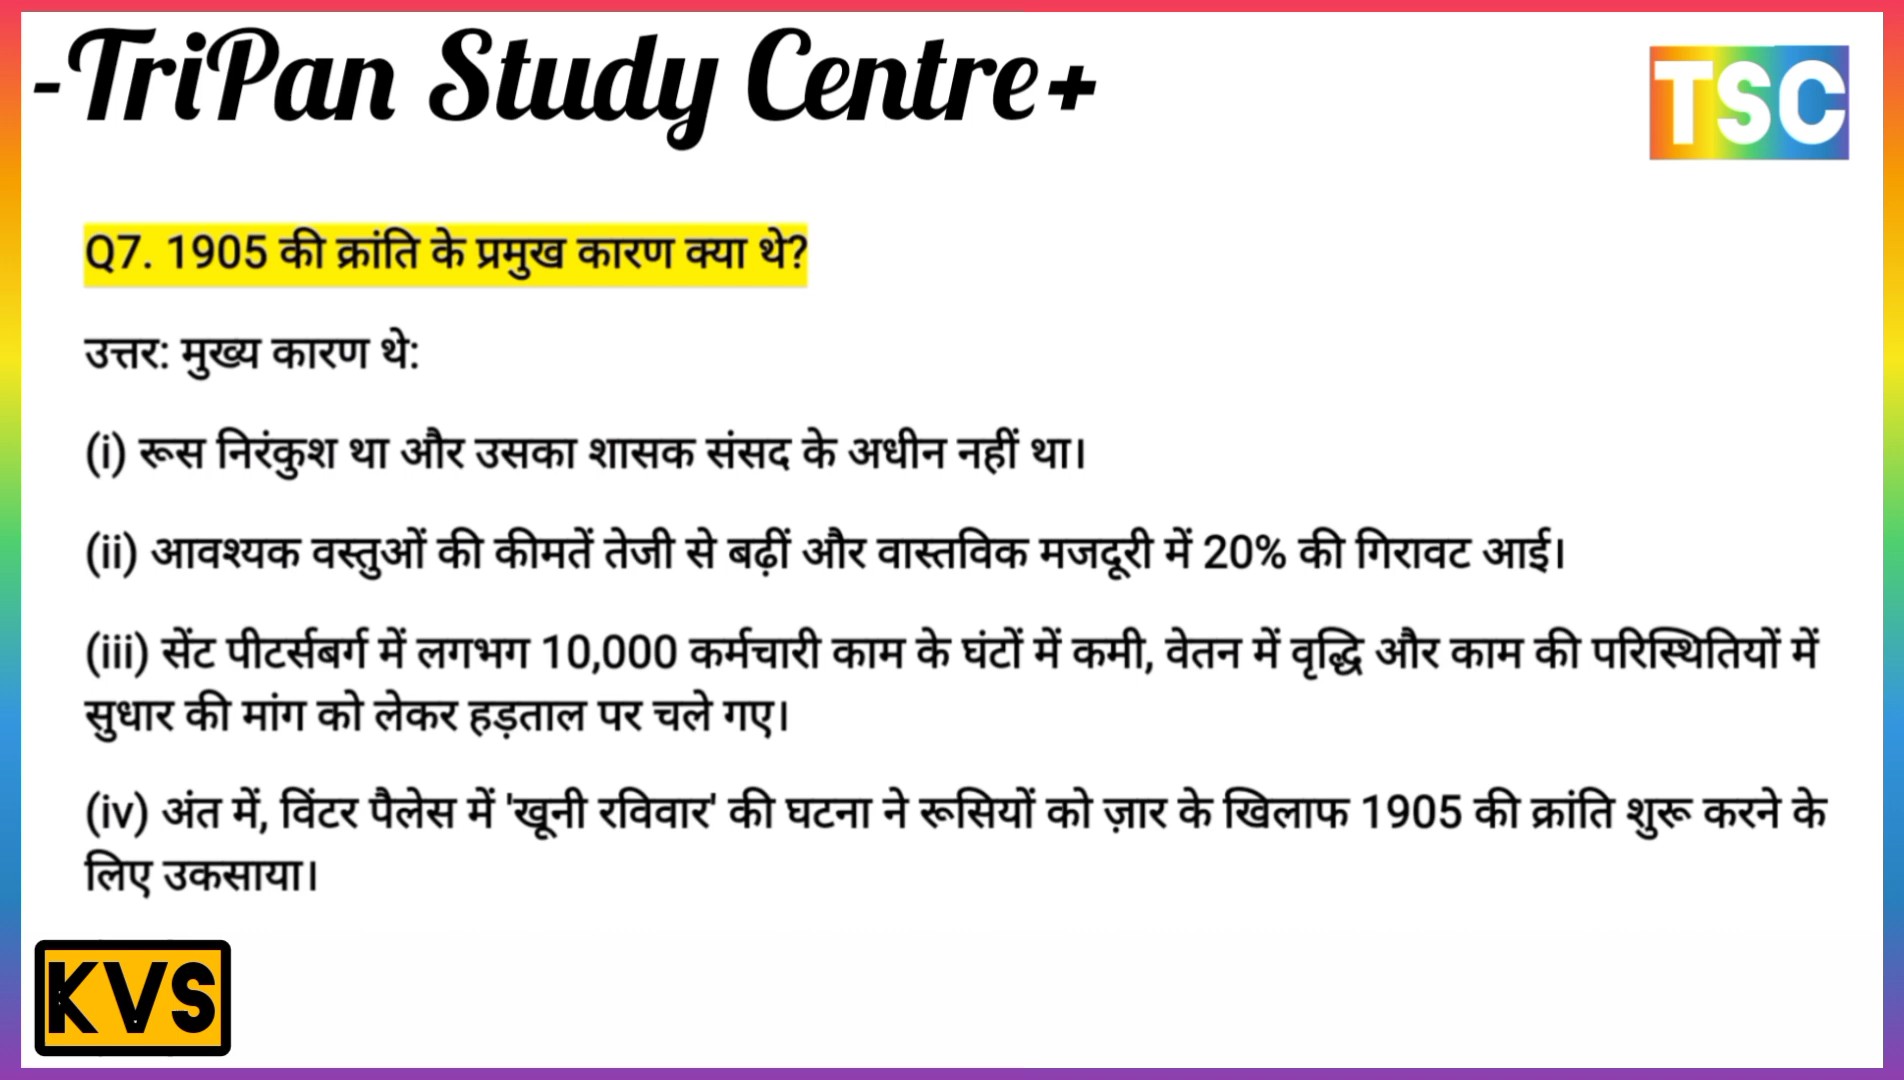 -TriPan Study Centre+
TSC
Q7. 1905 की क्रांति के प्रमुख कारण क्या थे?
उत्तर: मुख्य कारण थे:
(i) रूस निरंकुश था और उसका शासक संसद के अधीन नहीं था।
(ii) आवश्यक वस्तुओं की कीमतें तेजी से बढ़ीं और वास्तविक मजदूरी में 20% की गिरावट आई।
(iii) सेंट पीटर्सबर्ग में लगभग 10,000 कर्मचारी काम के घंटों में कमी, वेतन में वृद्धि और काम की परिस्थितियों में
सुधार की मांग को लेकर हड़ताल पर चले गए।
(iv) अंत में, विंटर पैलेस में 'खूनी रविवार' की घटना ने रूसियों को ज़ार के खिलाफ 1905 की क्रांति शुरू करने के
लिए उकसाया।
KVS